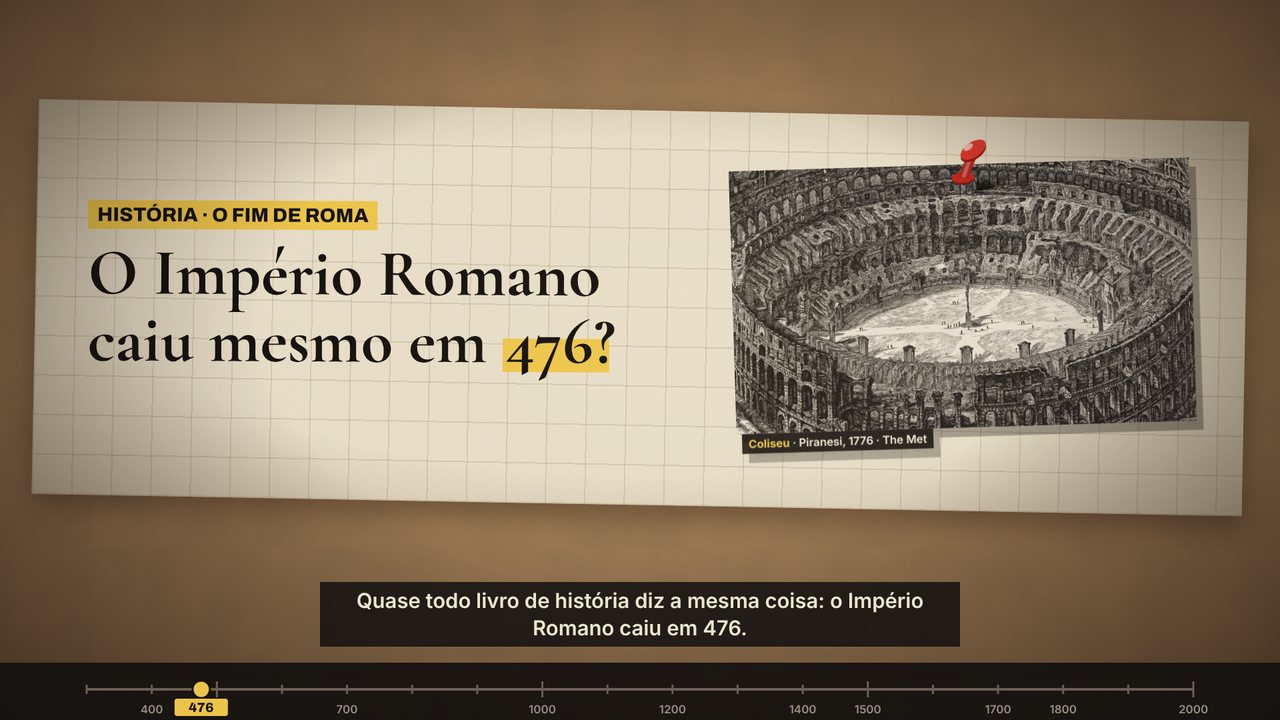 HISTÓRIA · O FIM DE ROMA
O Império Romano
caiu mesmo em 476?
Coliseu · Piranesi, 1776 · The Met
Quase todo livro de história diz a mesma coisa: o Império
Romano caiu em 476.
400 476 700 1000 1200 1400 1500 1700 1800 2000